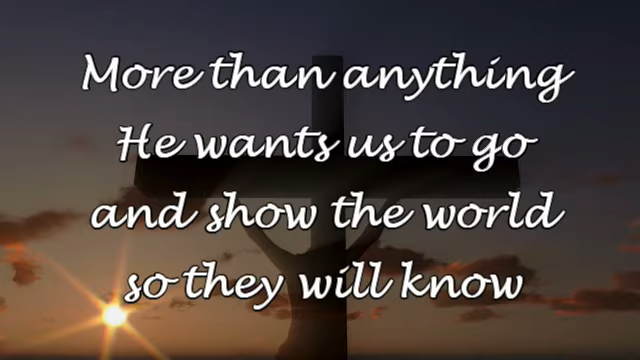 More than anything
He wants us to go
and show the world
so they will know